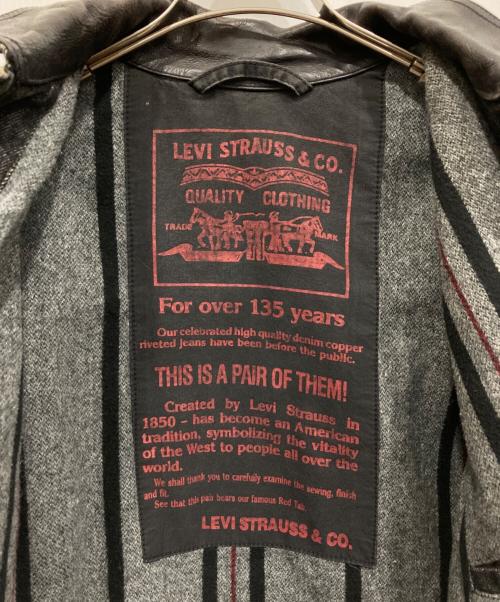 LEVI STRAUSS & CO.
QUALITY CLOTHING
TRADE MARK
For over 135 years
Our celebrated high quality denim copper
riveted jeans have been before the public.
THIS IS A PAIR OF THEM!
Created by Levi Strauss in
1850 - has become an American
tradition, symbolizing the vitality
of the West to people all over the
world.
We shall thank you to carefully examine the sewing, finish
and fit.
See that this pair bears our famous Red Tab.
LEVI STRAUSS & CO.